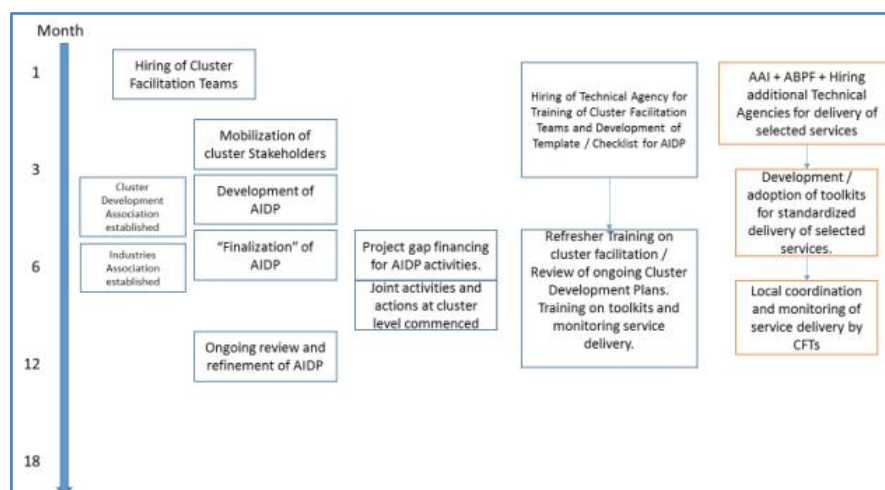 Month
1
3
6
12
18
Hiring of Cluster
Facilitation Teams
Mobilization of
cluster Stakeholders
Cluster
Development
Association
established
Development of
AIDP
Industries
Association
established
“Finalization” of
AIDP
Ongoing review and
refinement of AIDP
Project gap financing
for AIDP activities.
Joint activities and
actions at cluster
level commenced
Hiring of Technical Agency for
Training of Cluster Facilitation
Teams and Development of
Template / Checklist for AIDP
Refresher Training on
cluster facilitation /
Review of ongoing Cluster
Development Plans.
Training on toolkits and
monitoring service
delivery.
AAI + ABPF + Hiring
additional Technical
Agencies for delivery of
selected services
Development /
adoption of toolkits
for standardized
delivery of selected
services.
Local coordination
and monitoring of
service delivery by
CFTs